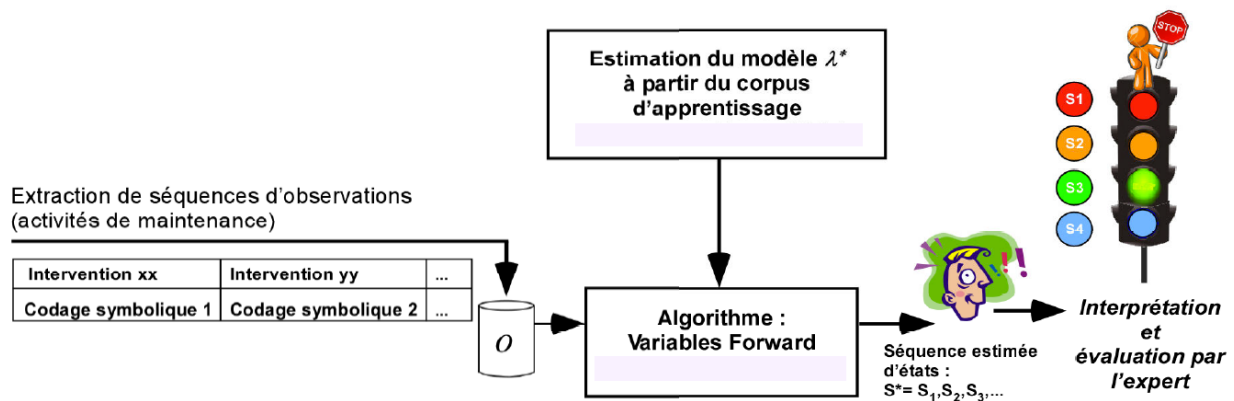 Estimation du modèle λ*
à partir du corpus
d'apprentissage
STOP
S1
S2
S3
S4
Extraction de séquences d'observations
(activités de maintenance)
Intervention xx Intervention yy ...
Codage symbolique 1 Codage symbolique 2 ...
O
Algorithme :
Variables Forward
Séquence estimée
d'états :
S*= S₁,S₂,S₃,...
Interprétation
et
évaluation par
l'expert